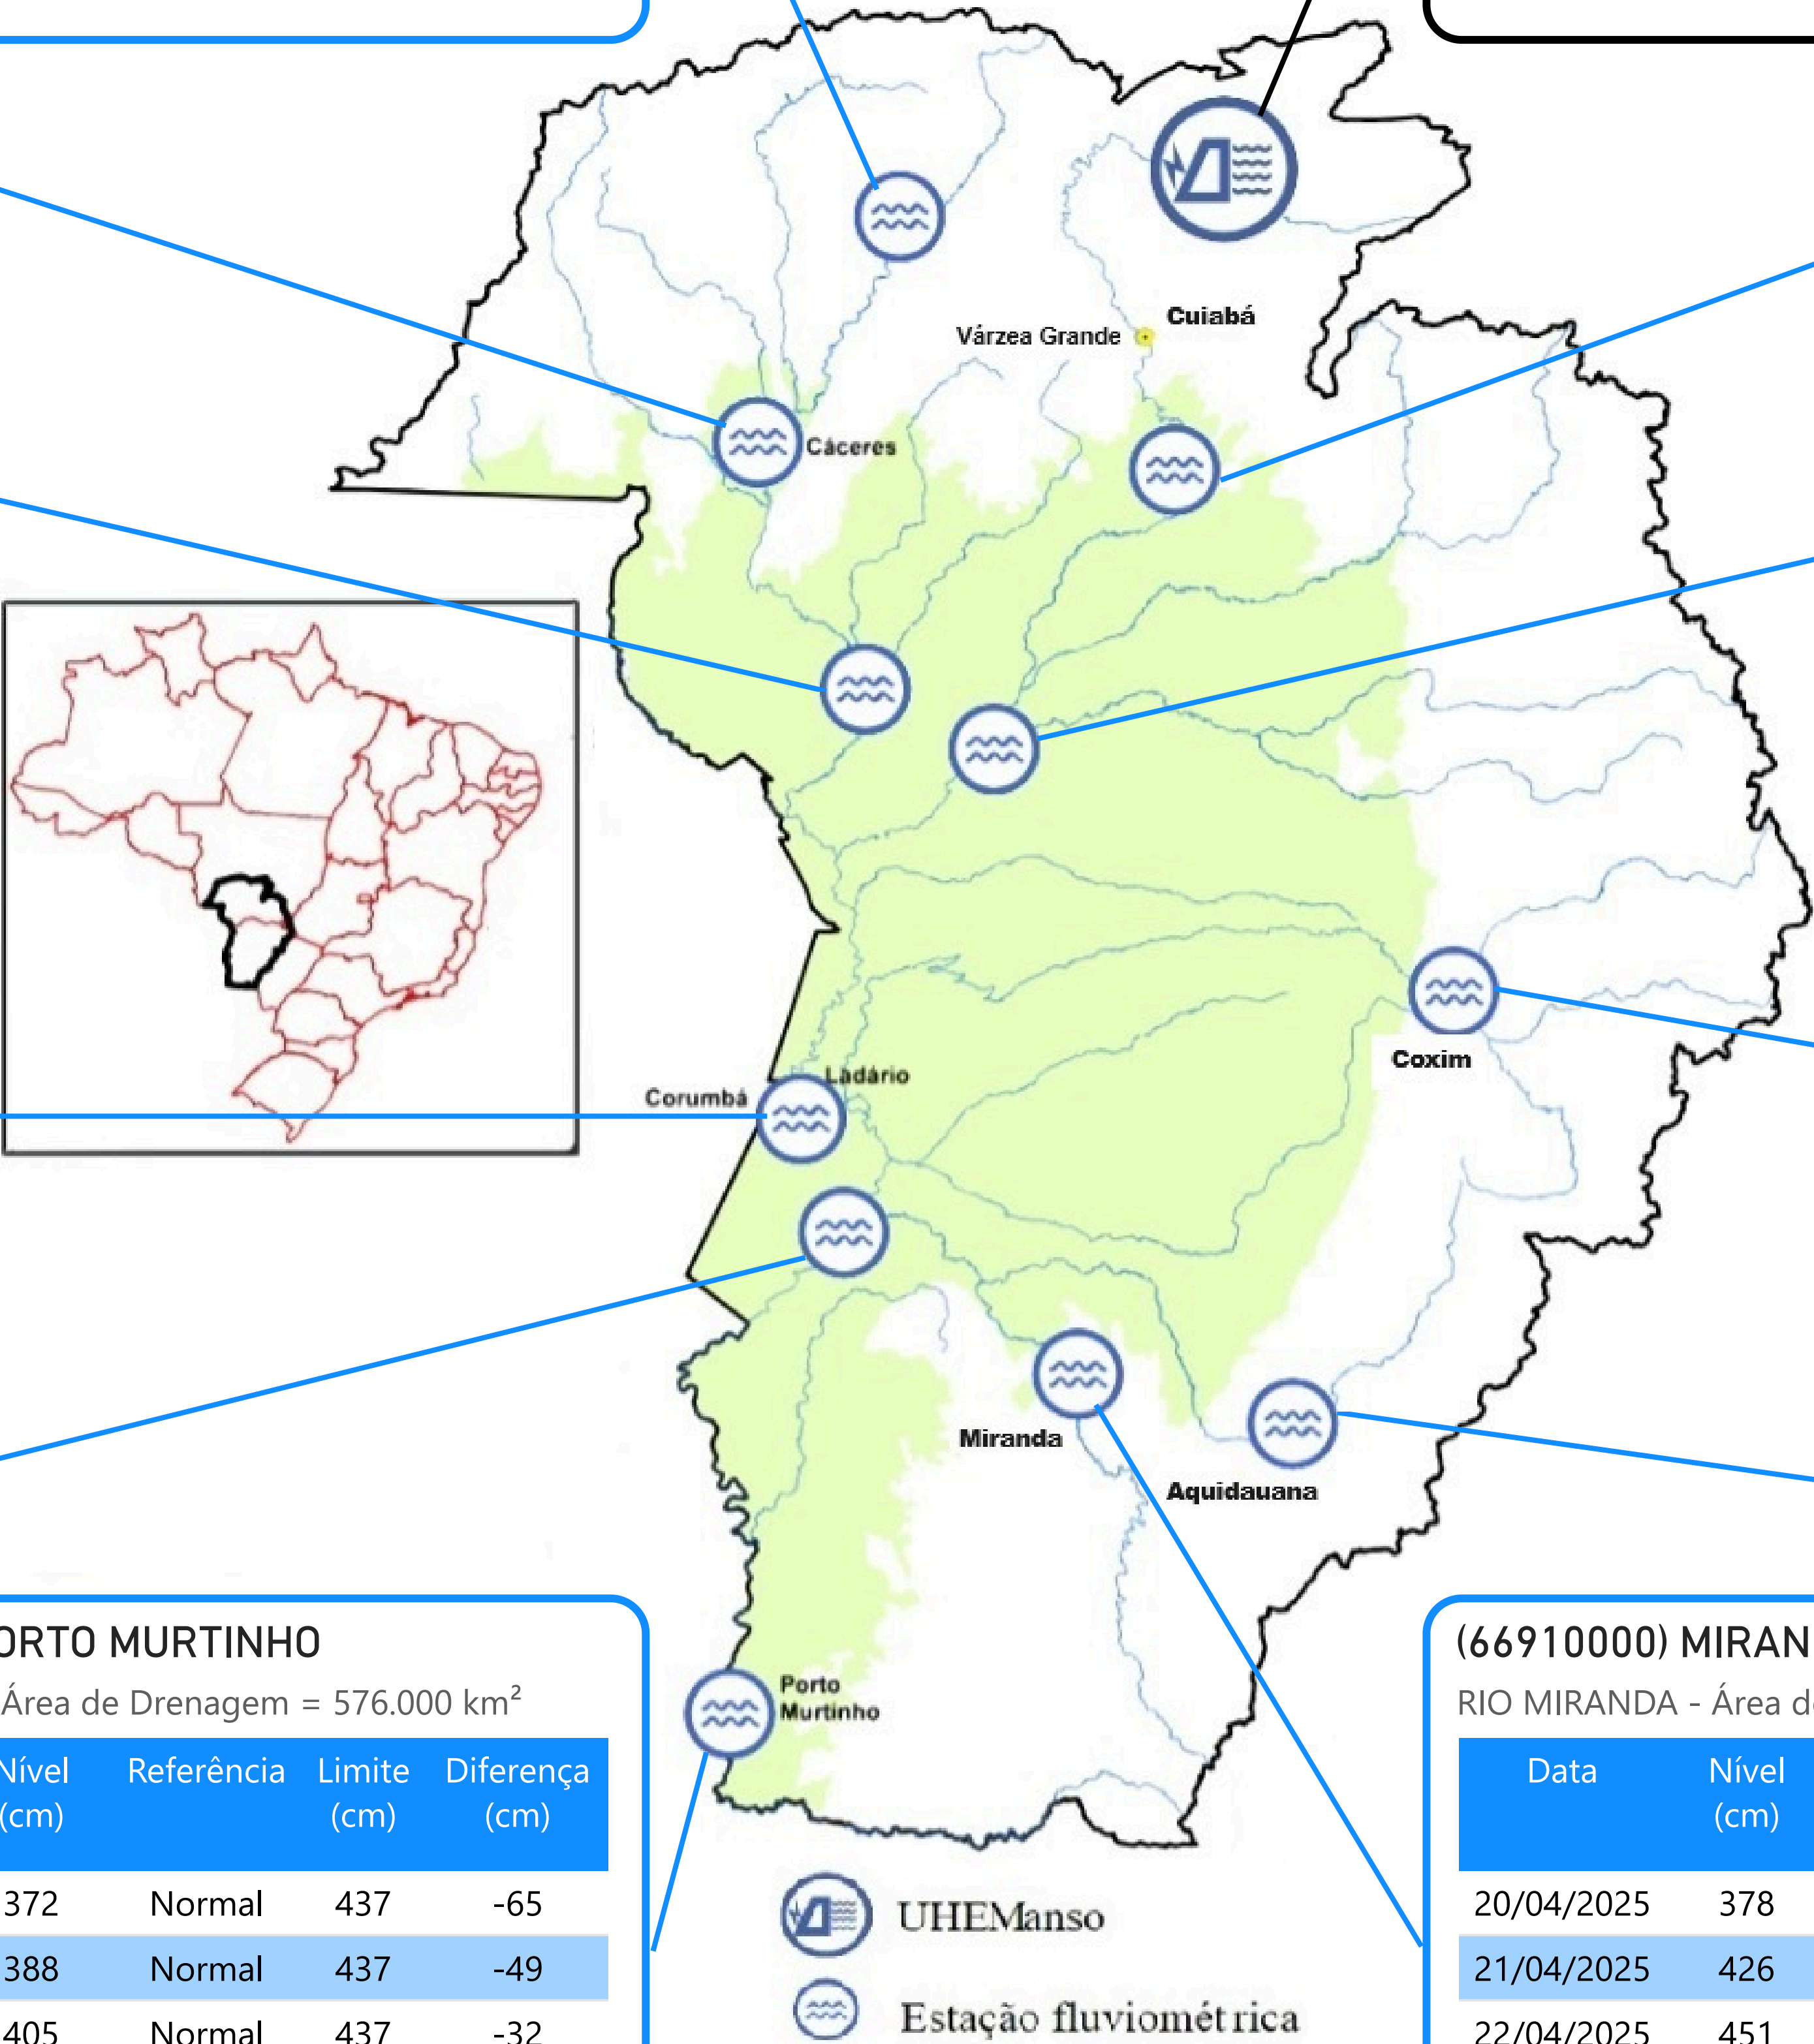 Cuiabá
Várzea Grande
Cáceres
Coxim
Ladário
Corumbá
Miranda
Aquidauana
Porto
Murtinho
ORTO MURTINHO
Área de Drenagem = 576.000 km²
Nível Referência Limite Diferença
(cm) (cm) (cm)
372 Normal 437 -65
388 Normal 437 -49
405 Normal 437 -32
UHEManso
Estação fluviométrica
(66910000) MIRAN
RIO MIRANDA - Área d
Data Nível
(cm)
20/04/2025 378
21/04/2025 426
22/04/2025 451